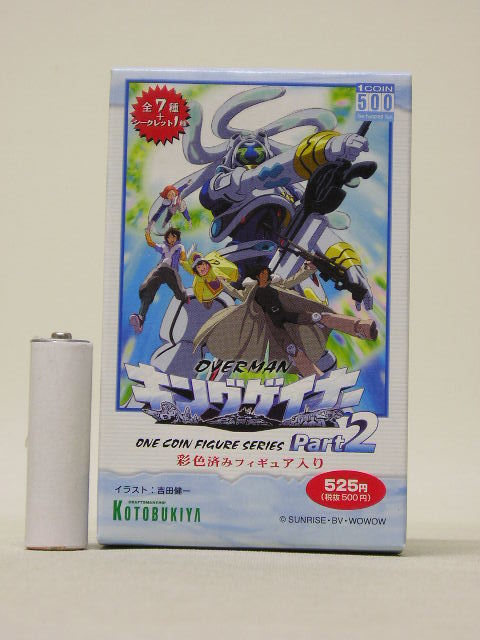 全7種
+
シークレット1種
1COIN
500
OVERMAN
キングゲイナー
ONE COIN FIGURE SERIES Part 2
彩色済みフィギュア入り
イラスト:吉田健一
525円
(税抜500円)
KOTOBUKIYA
© SUNRISE・BV・WOWOW